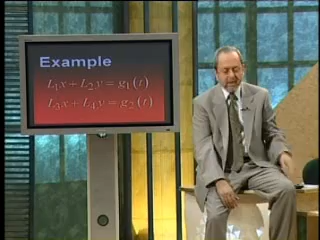 Example
L₁x + L₂y = g₁(t)
L₃x + L₄y = g₂(t)